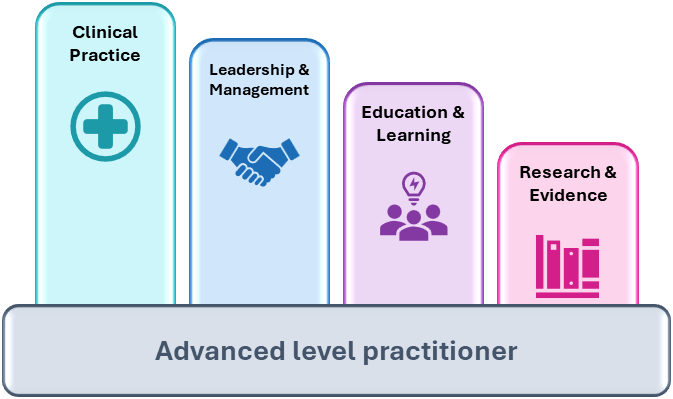 Clinical
Practice
Leadership &
Management
Education &
Learning
Research &
Evidence
Advanced level practitioner